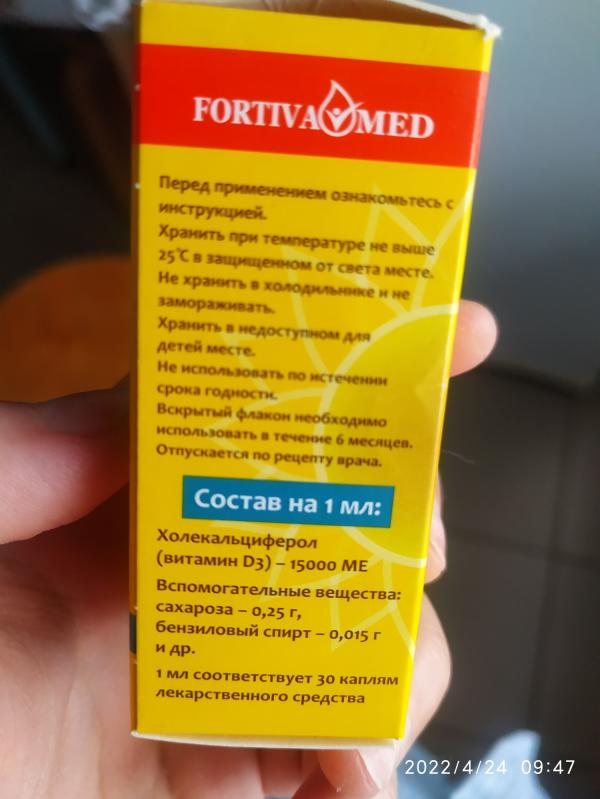 FORTIVA MED
Перед применением ознакомьтесь с
инструкцией.
Хранить при температуре не выше
25°С в защищенном от света месте.
Не хранить в холодильнике и не
замораживать.
Хранить в недоступном для
детей месте.
Не использовать по истечении
срока годности.
Вскрытый флакон необходимо
использовать в течение 6 месяцев.
Отпускается по рецепту врача.
Состав на 1 мл:
Холекальциферол
(витамин D3) – 15000 МЕ
Вспомогательные вещества:
сахароза – 0,25 г,
бензиловый спирт – 0,015 г
и др.
1 мл соответствует 30 каплям
лекарственного средства
2022/4/24 09:47